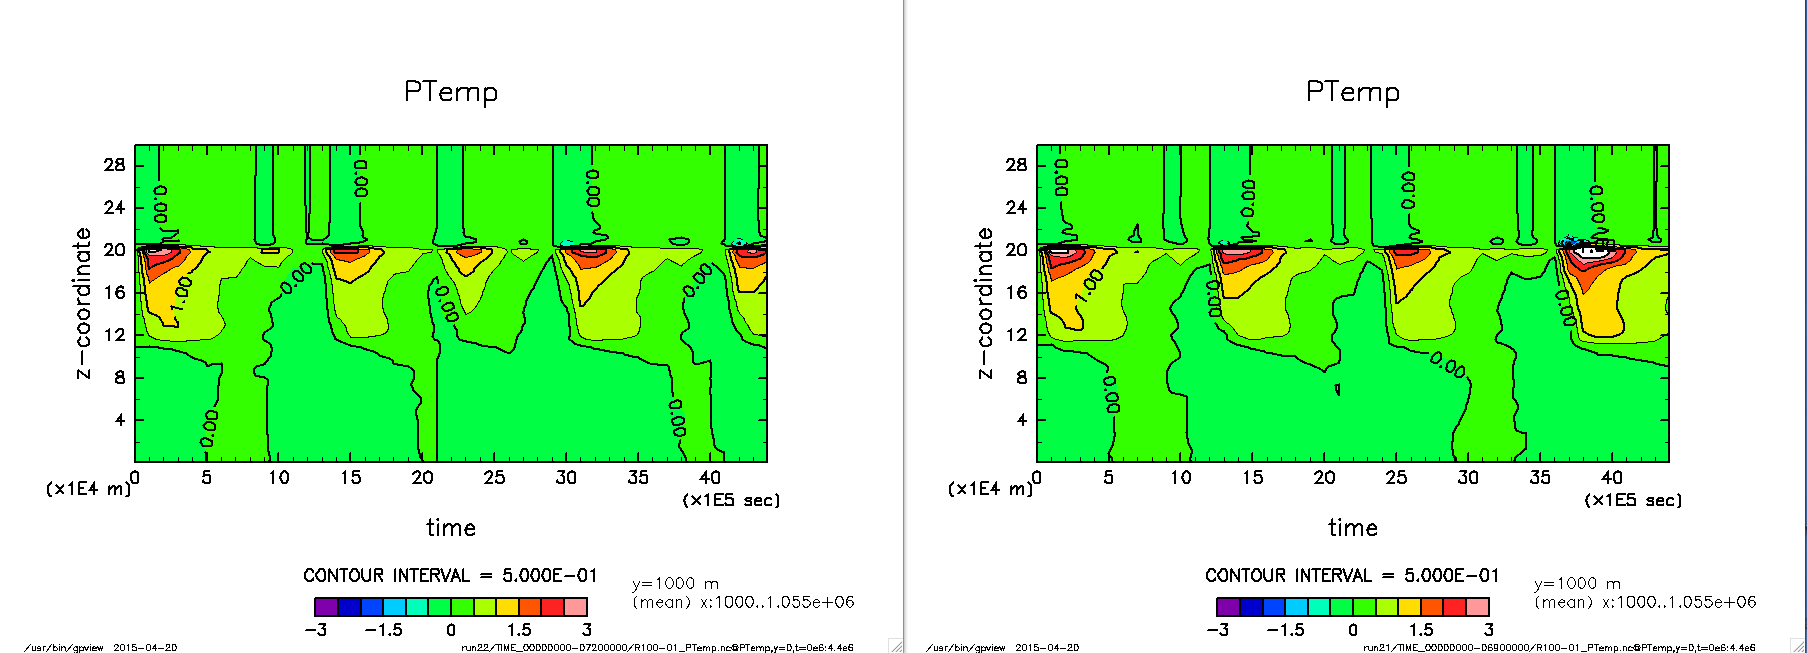 PTemp
z-coordinate
28
24
20
16
12
8
4
0.00
0.00
0.00
1.00
0.00
0.00
0.00
0.00
0.00
0 5 10 15 20 25 30 35 40
(×1E4 m)
(×1E5 sec)
time
CONTOUR INTERVAL = 5.000E-01
-3 -1.5 0 1.5 3
y=1000 m
(mean) x:1000..1.055e+06
/usr/bin/gpview 2015-04-20
run22/TIME_00000000-07200000/R100-01_PTemp.nc@PTemp,y=0,t=0e6:4.4e6
PTemp
z-coordinate
28
24
20
16
12
8
4
0.00
0.00
0.00
0.00
1.00
0.00
0.00
0.00
0.00
0 5 10 15 20 25 30 35 40
(×1E4 m)
(×1E5 sec)
time
CONTOUR INTERVAL = 5.000E-01
-3 -1.5 0 1.5 3
y=1000 m
(mean) x:1000..1.055e+06
/usr/bin/gpview 2015-04-20
run21/TIME_00000000-06900000/R100-01_PTemp.nc@PTemp,y=0,t=0e6:4.4e6